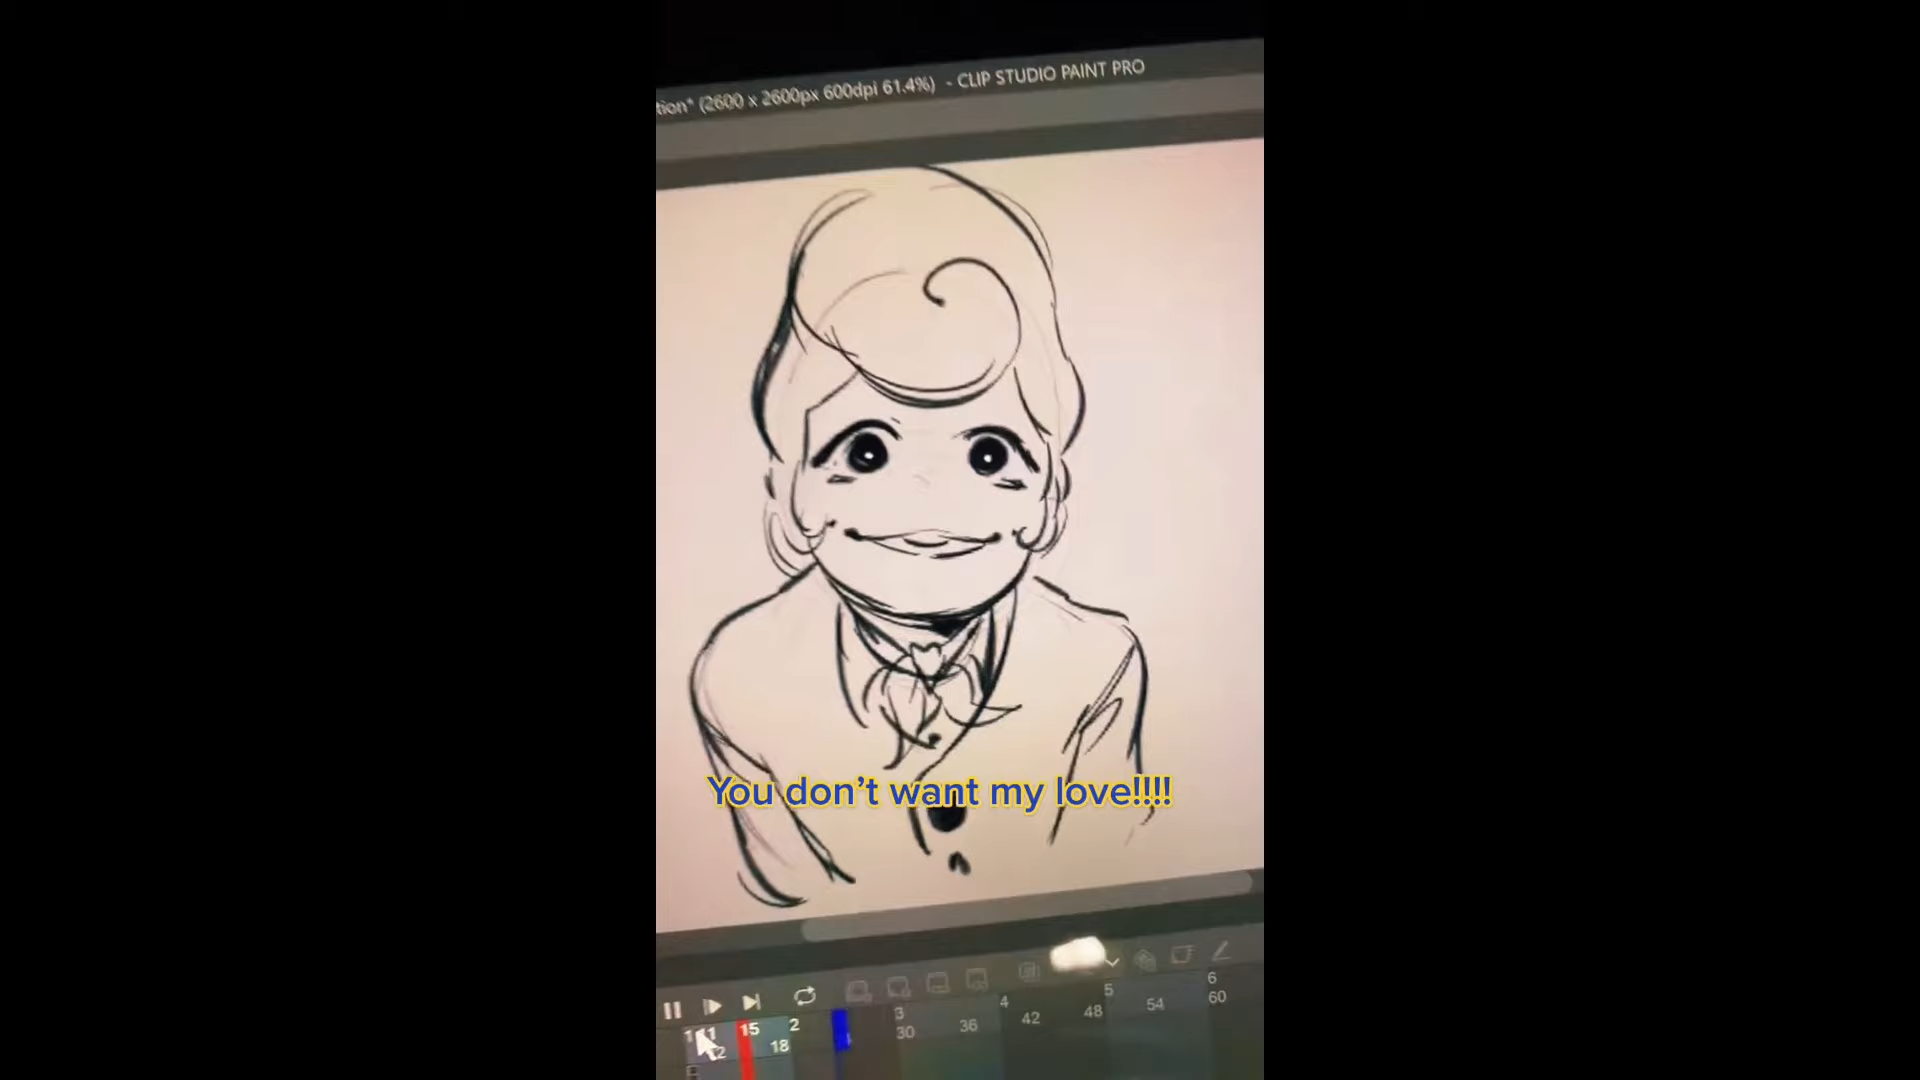 tion* (2600 x 2600px 600dpi 61.4%) - CLIP STUDIO PAINT PRO
You don’t want my love!!!!
15 2 3 4 5 6
18 30 36 42 48 54 60